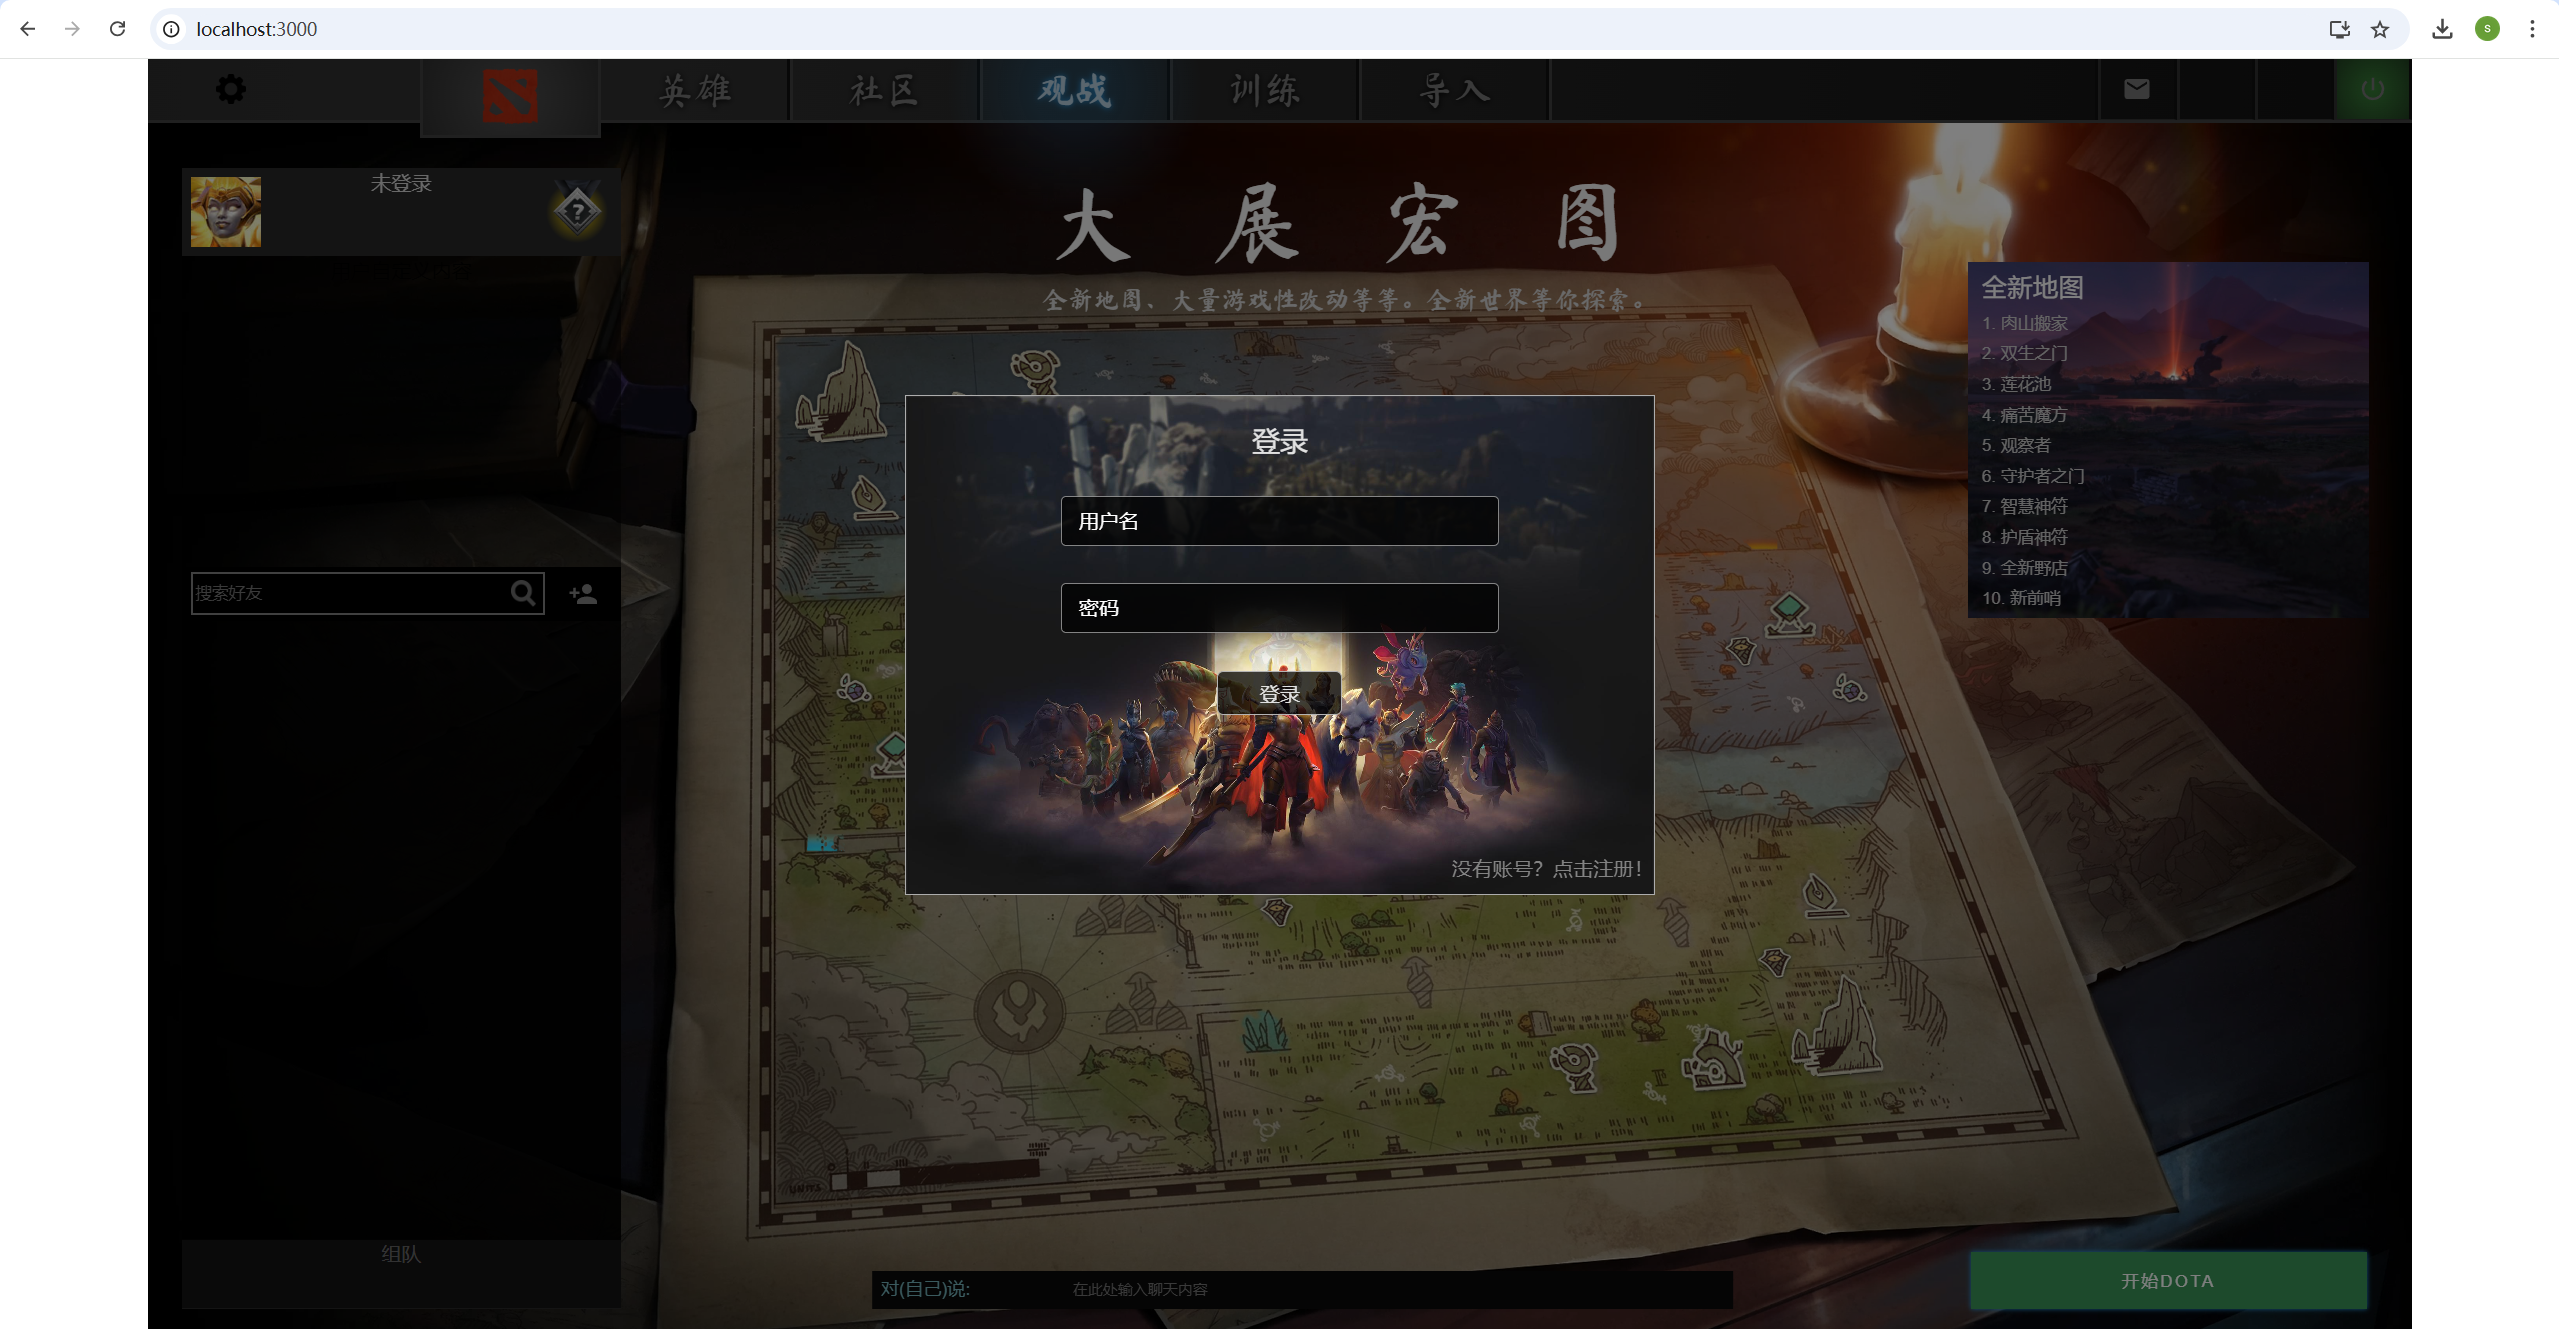 localhost:3000
S
英雄
社区
观战
训练
导入
未登录
大展宏图
全新地图、大量游戏性改动等等。全新世界等你探索。
全新地图
1. 肉山搬家
2. 双生之门
3. 莲花池
4. 痛苦魔方
5. 观察者
6. 守护者之门
7. 智慧神符
8. 护盾神符
9. 全新野店
10. 新前哨
登录
用户名
密码
登录
没有账号？点击注册！
搜索好友
组队
对(自己)说:
在此处输入聊天内容
开始DOTA